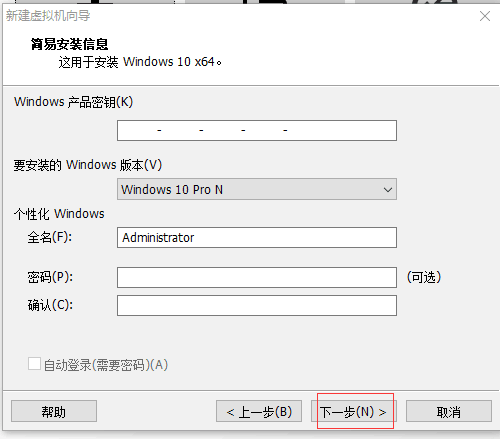 新建虚拟机向导
简易安装信息
这用于安装 Windows 10 x64。
Windows 产品密钥(K)
- - - -
要安装的 Windows 版本(V)
Windows 10 Pro N
个性化 Windows
全名(F): Administrator
密码(P): (可选)
确认(C):
自动登录(需要密码)(A)
帮助 < 上一步(B) 下一步(N) > 取消